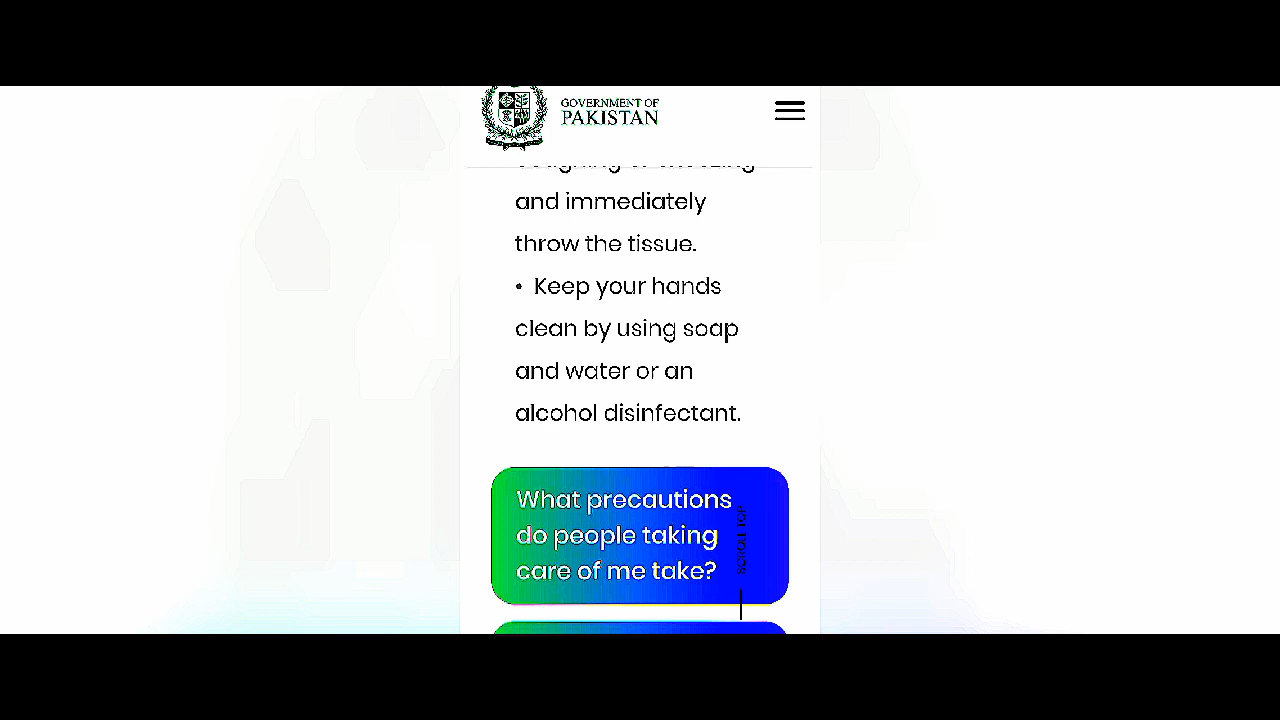 GOVERNMENT OF
PAKISTAN
and immediately
throw the tissue.
• Keep your hands
clean by using soap
and water or an
alcohol disinfectant.
What precautions
do people taking
care of me take?
SCROLL TOP